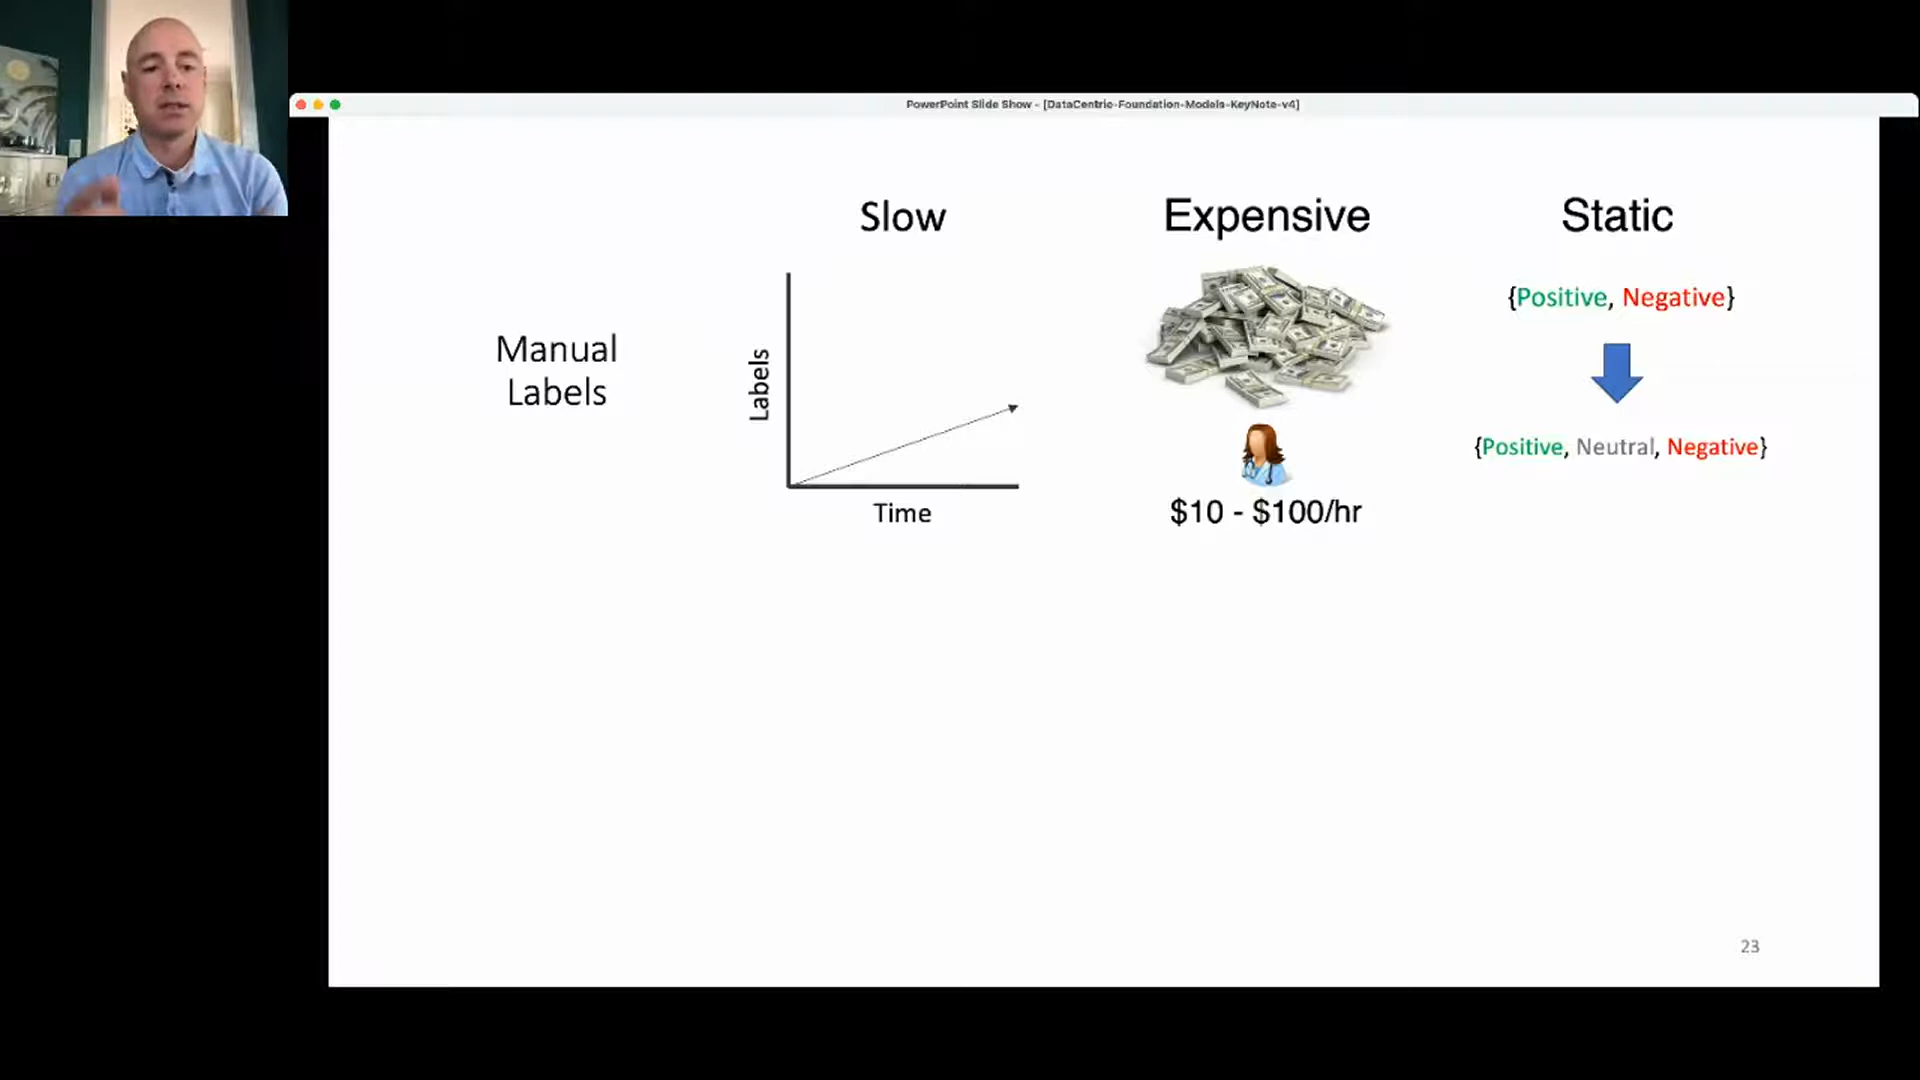 PowerPoint Slide Show - [DataCentric-Foundation-Models-KeyNote-v4]
Slow
Expensive
Static
Manual
Labels
Labels
Time
$10 - $100/hr
{Positive, Negative}
{Positive, Neutral, Negative}
23